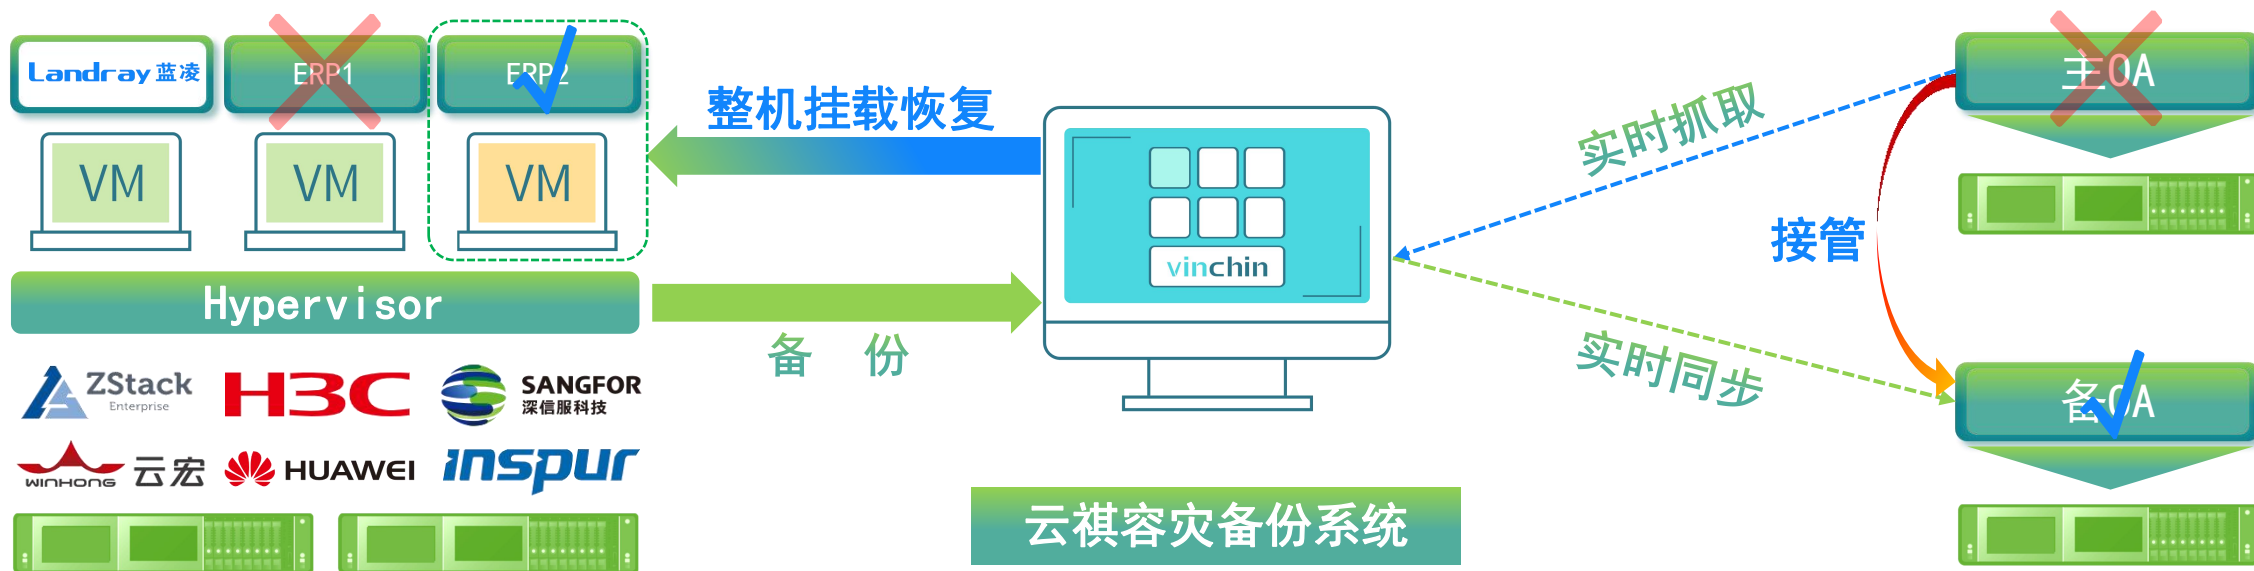 Landray 蓝凌
ERP1
ERP2
VM
VM
VM
Hypervisor
ZStack
Enterprise
H3C
SANGFOR
深信服科技
WINHONG 云宏
HUAWEI
inspur
整机挂载恢复
备 份
vinchin
云祺容灾备份系统
实时抓取
实时同步
接管
主OA
备OA